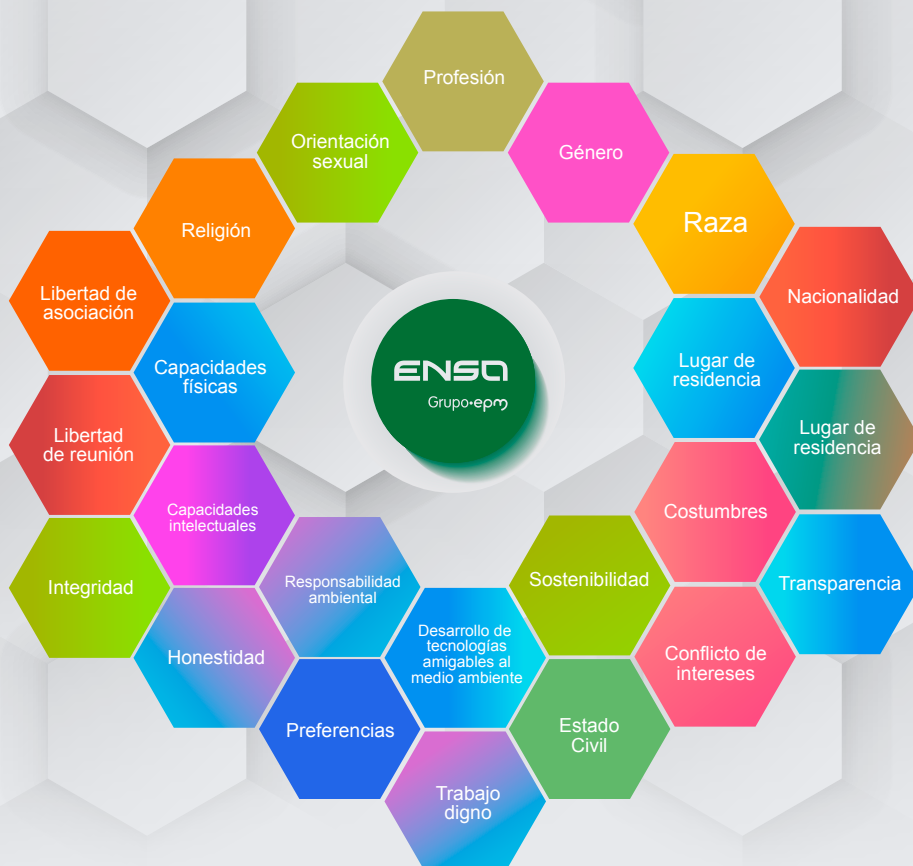 Profesión
Orientación
sexual
Género
Religión
Raza
Libertad de
asociación
Nacionalidad
Capacidades
físicas
Lugar de
residencia
ENSA
Grupo·epm
Libertad
de reunión
Lugar de
residencia
Capacidades
intelectuales
Costumbres
Integridad
Responsabilidad
ambiental
Sostenibilidad
Transparencia
Honestidad
Desarrollo de
tecnologías
amigables al
medio ambiente
Conflicto de
intereses
Preferencias
Estado
Civil
Trabajo
digno